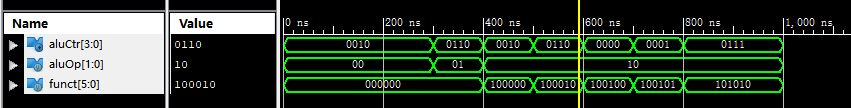 Name Value 0 ns 200 ns 400 ns 600 ns 800 ns 1,000 ns
aluCtr[3:0] 0110 0010 0110 0010 0110 0000 0001 0111
aluOp[1:0] 10 00 01 10
funct[5:0] 100010 000000 100000 100010 100100 100101 101010